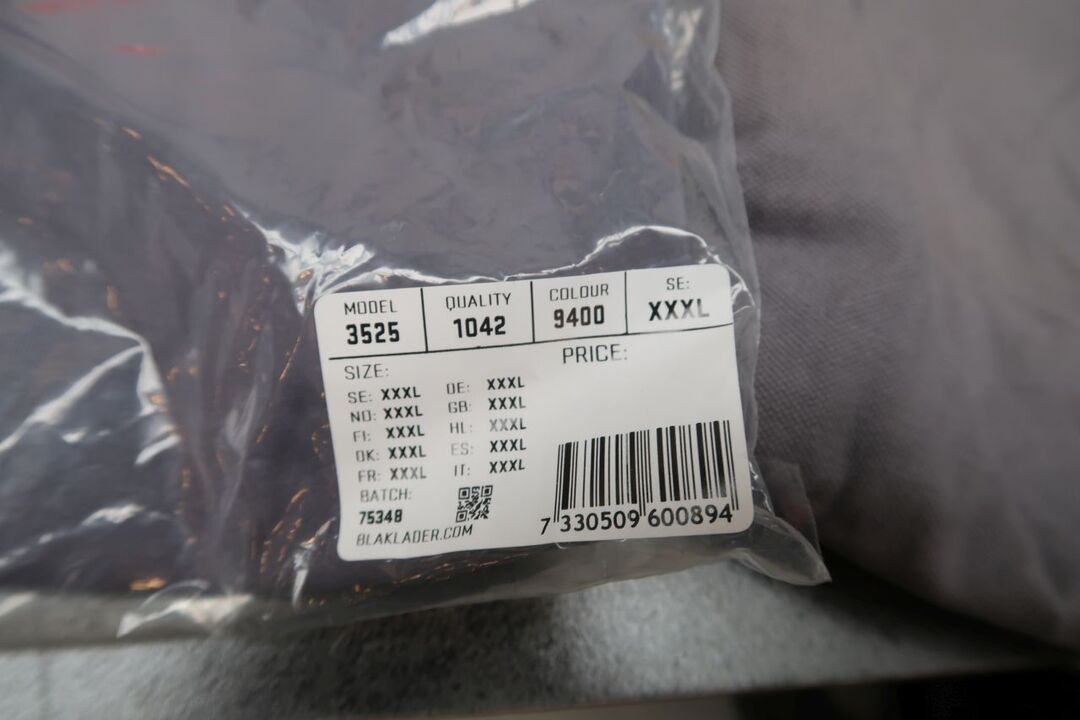 MODEL QUALITY COLOUR SE:
3525 1042 9400 XXXL
SIZE: PRICE:
SE: XXXL DE: XXXL
NO: XXXL GB: XXXL
FI: XXXL HL: XXXL
DK: XXXL ES: XXXL
FR: XXXL IT: XXXL
BATCH:
75348
BLAKLADER.COM
7 330509 600894